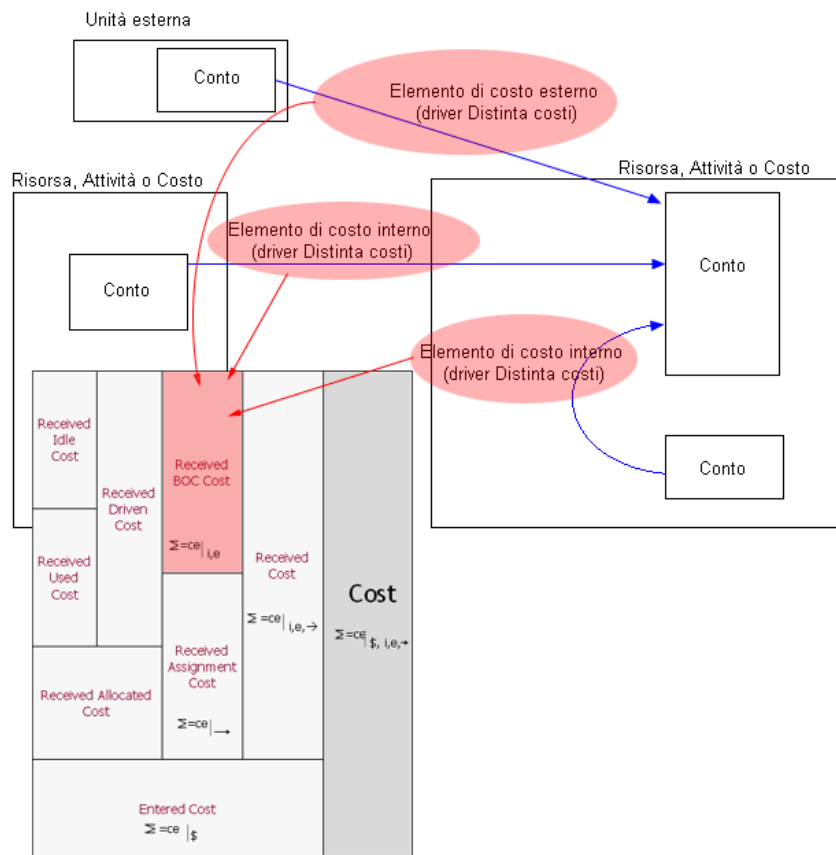 Unità esterna
Conto
Elemento di costo esterno
(driver Distinta costi)
Risorsa, Attività o Costo
Risorsa, Attività o Costo
Elemento di costo interno
(driver Distinta costi)
Conto
Conto
Elemento di costo interno
(driver Distinta costi)
Conto
Received
Idle
Cost
Received
Driven
Cost
Received
BOC Cost
Σ=ce| i,e
Received
Used
Cost
Received
Cost
Σ=ce| i,e,→
Cost
Σ=ce| $, i,e,→
Received
Assignment
Cost
Σ=ce|→
Received Allocated
Cost
Entered Cost
Σ=ce |$